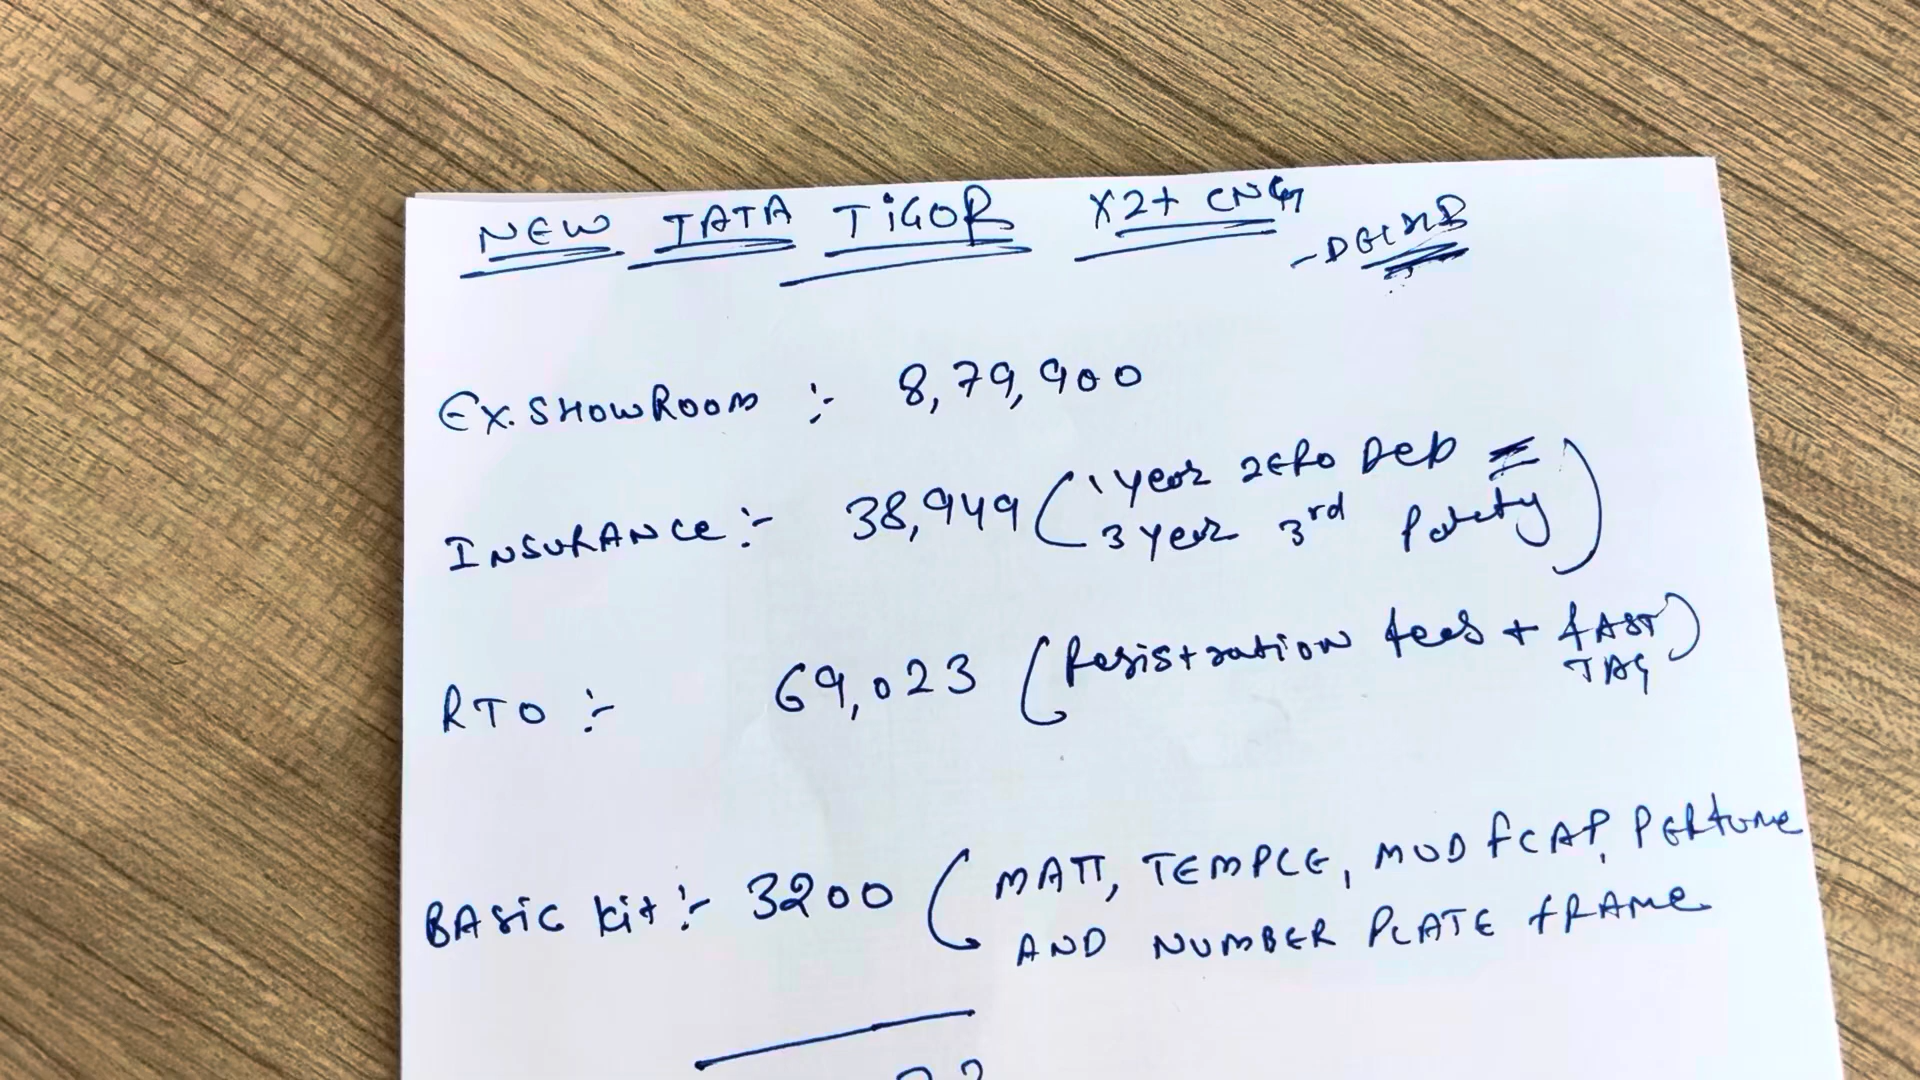 NEW TATA TiGOR X2+ CNG
EX.SHOWROOM :- 8,79,900
INSURANCE :- 38,949 (1 year ZERO Dep
3 year 3rd Party)
RTO :- 69,023 (Registration fees + fAST
TAG)
BASiC kit :- 3200 (MATT, TEMPLE, MUD fLAP, PERfume
AND NUMBER PLATE fRAMe